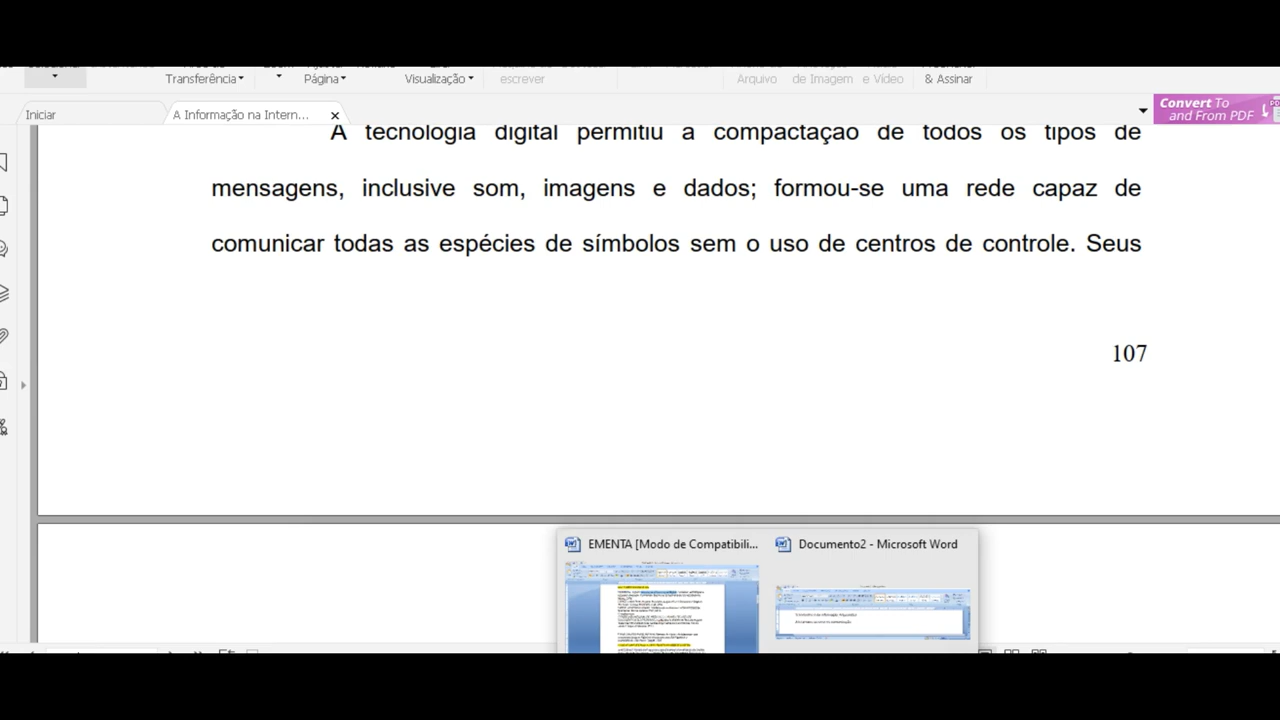 Transferência
Página
Visualização
escrever
Arquivo
de Imagem
e Vídeo
& Assinar
Iniciar
A Informação na Intern...
Convert To
and From PDF
A tecnologia digital permitiu a compactação de todos os tipos de
mensagens, inclusive som, imagens e dados; formou-se uma rede capaz de
comunicar todas as espécies de símbolos sem o uso de centros de controle. Seus
107
EMENTA [Modo de Compatibili...
Documento2 - Microsoft Word